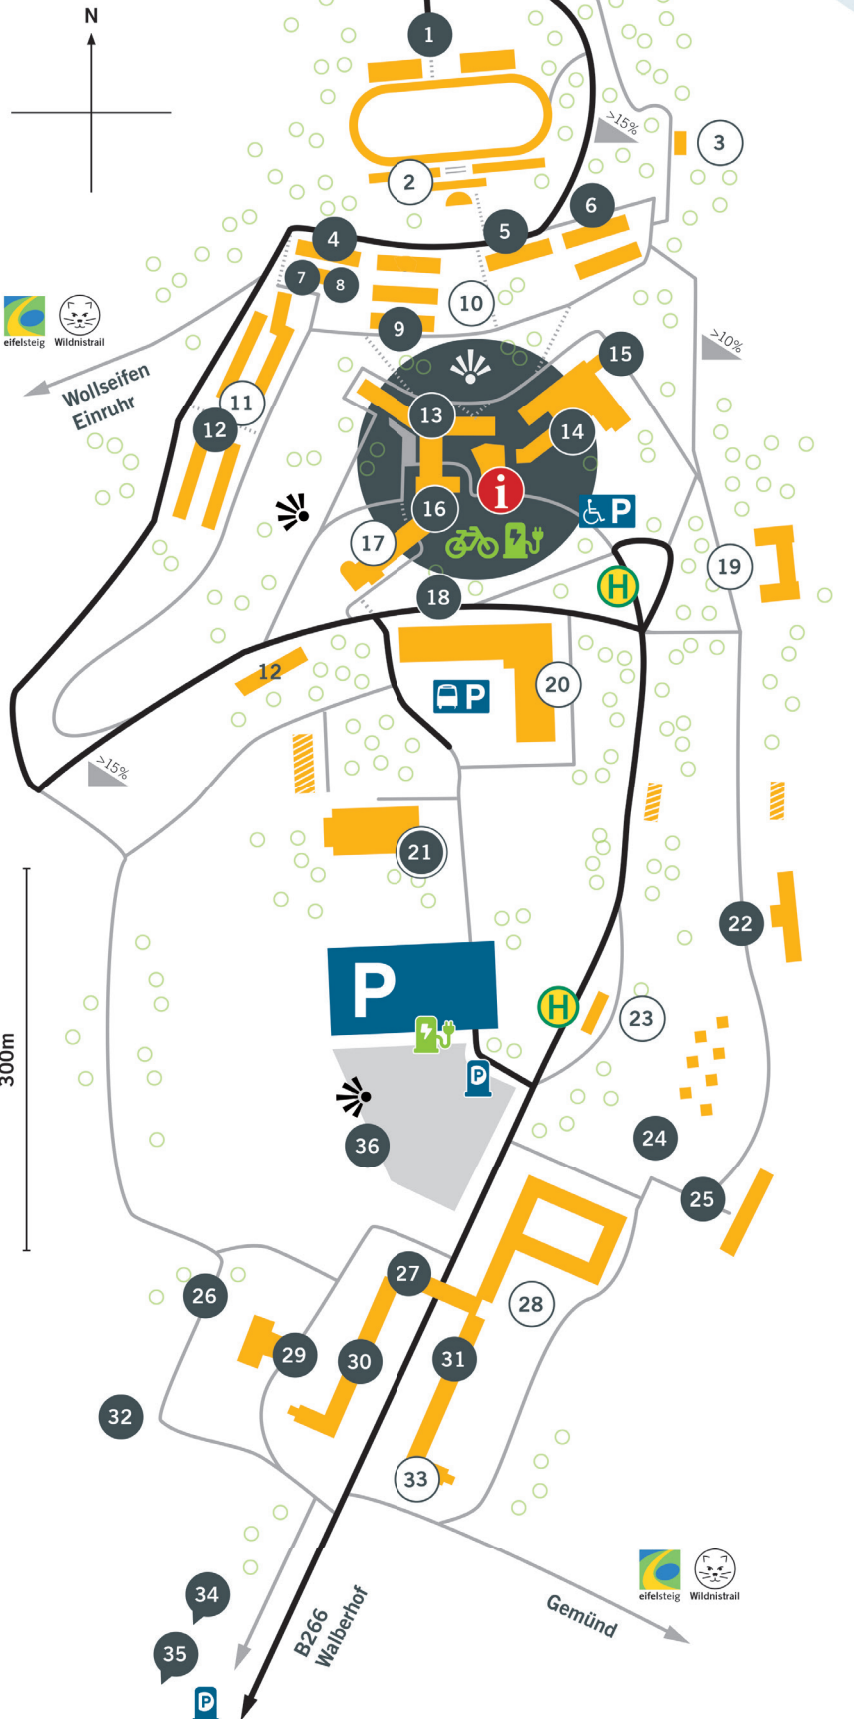 N
1
>15%
3
2
6
5
4
7
8
10
9
eifelsteig
Wildnistrail
>10%
15
Wollseifen
Einruhr
11
13
12
14
i
16
P
17
19
H
18
12
20
P
>15%
21
22
P
H
23
300m
P
24
36
25
27
26
28
29
30
31
32
33
eifelsteig
Wildnistrail
34
B266
Walberhof
Gemünd
35
P